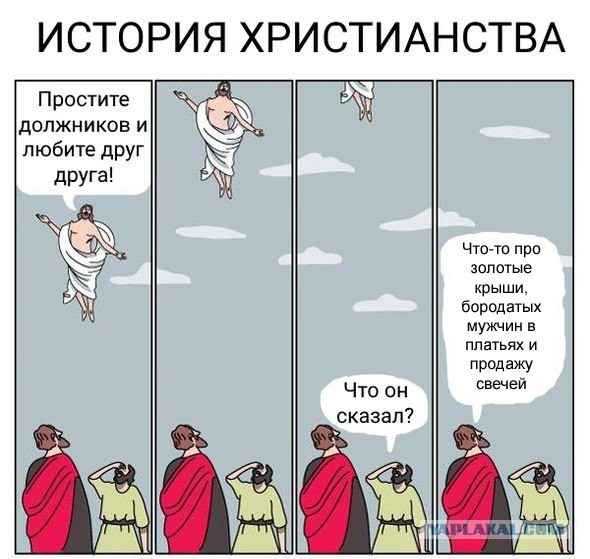 ИСТОРИЯ ХРИСТИАНСТВА
Простите
должников и
любите друг
друга!
Что он
сказал?
Что-то про
золотые
крыши,
бородатых
мужчин в
платьях и
продажу
свечей
YAPLAKAL.COM